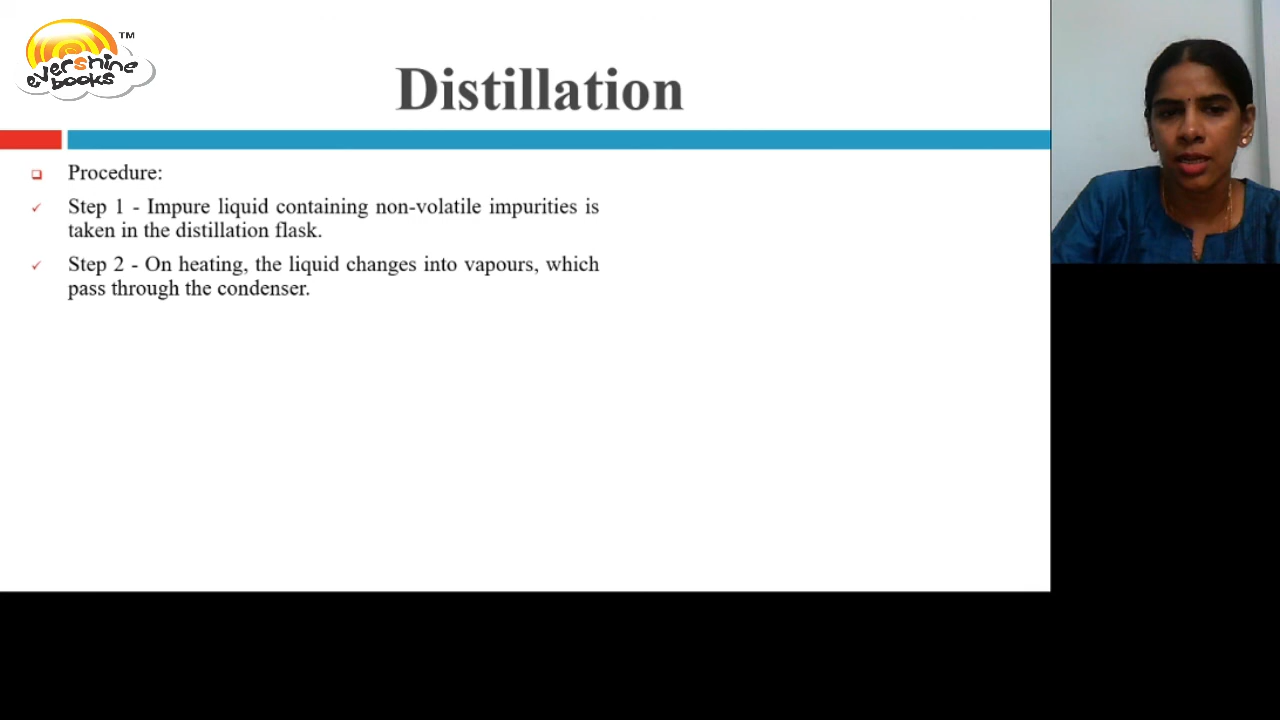 evershine
books
TM
Distillation
Procedure:
Step 1 - Impure liquid containing non-volatile impurities is
taken in the distillation flask.
Step 2 - On heating, the liquid changes into vapours, which
pass through the condenser.